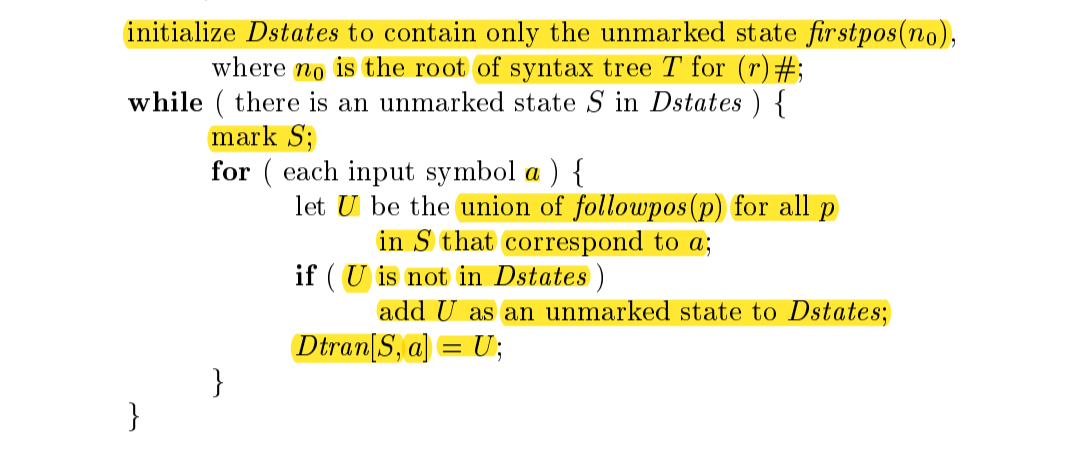 initialize Dstates to contain only the unmarked state firstpos(n₀),
where n₀ is the root of syntax tree T for (r)#;
while ( there is an unmarked state S in Dstates ) {
mark S;
for ( each input symbol a ) {
let U be the union of followpos(p) for all p
in S that correspond to a;
if ( U is not in Dstates )
add U as an unmarked state to Dstates;
Dtran[S, a] = U;
}
}